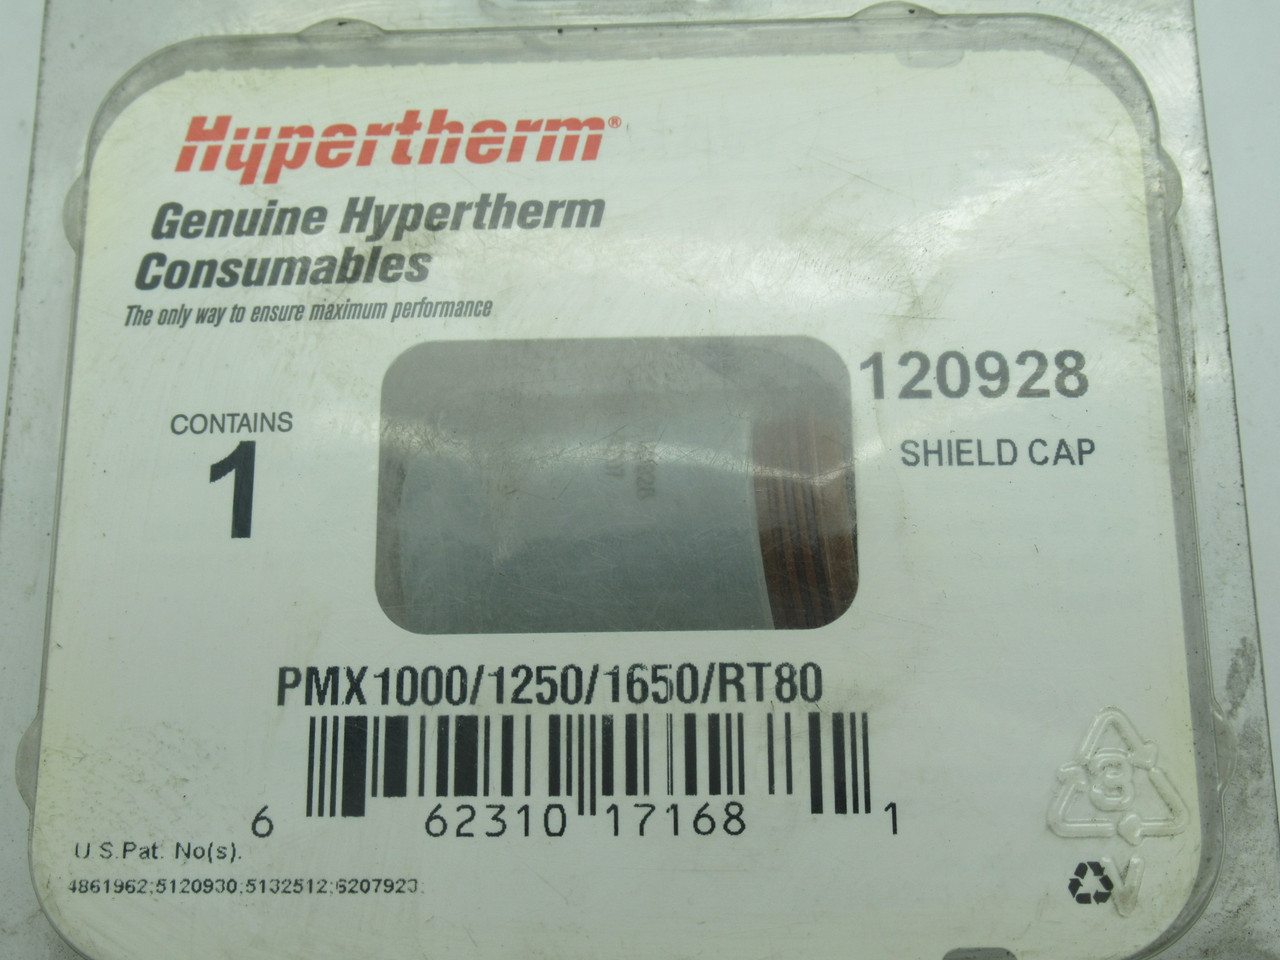 Hypertherm®
Genuine Hypertherm
Consumables
The only way to ensure maximum performance
120928
CONTAINS
1
SHIELD CAP
PMX1000/1250/1650/RT80
6 62310 17168 1
U S.Pat. No(s).
4861962;5120930;5132512;6207923;
3
V